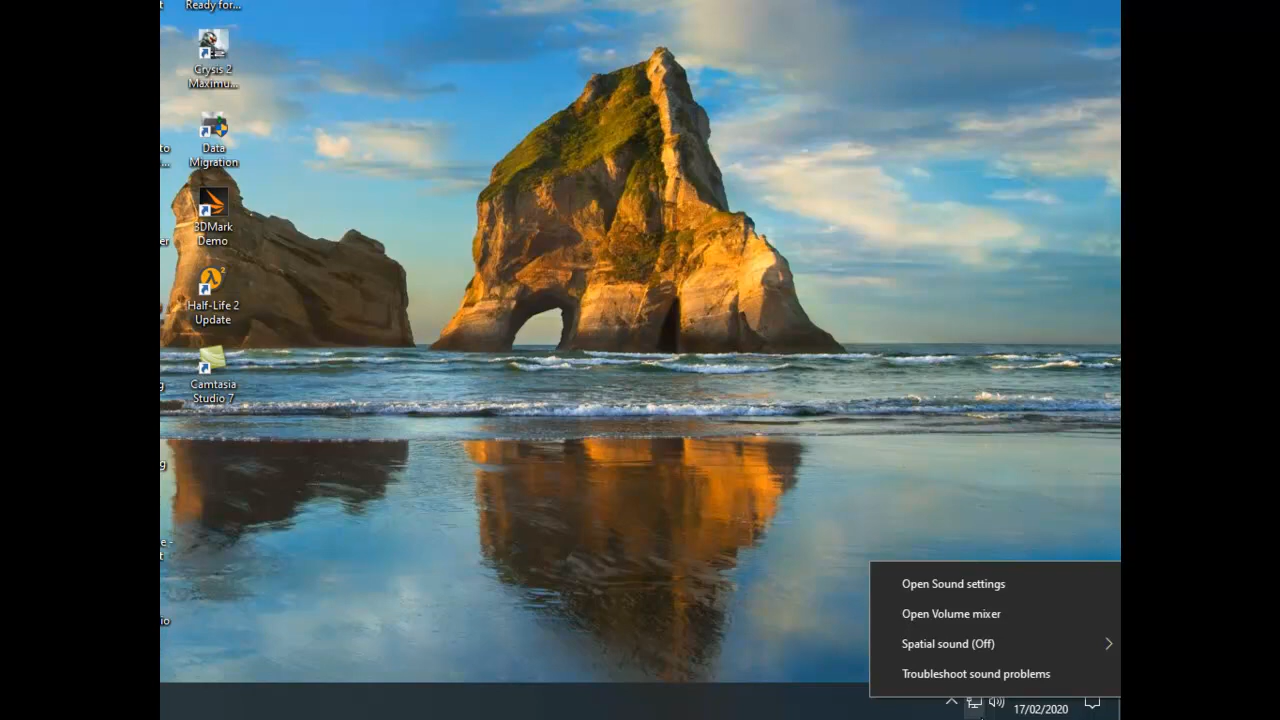 Ready for...
Crysis 2
Maximu...
Data
Migration
3DMark
Demo
Half-Life 2
Update
Camtasia
Studio 7
Open Sound settings
Open Volume mixer
Spatial sound (Off)
Troubleshoot sound problems
17/02/2020